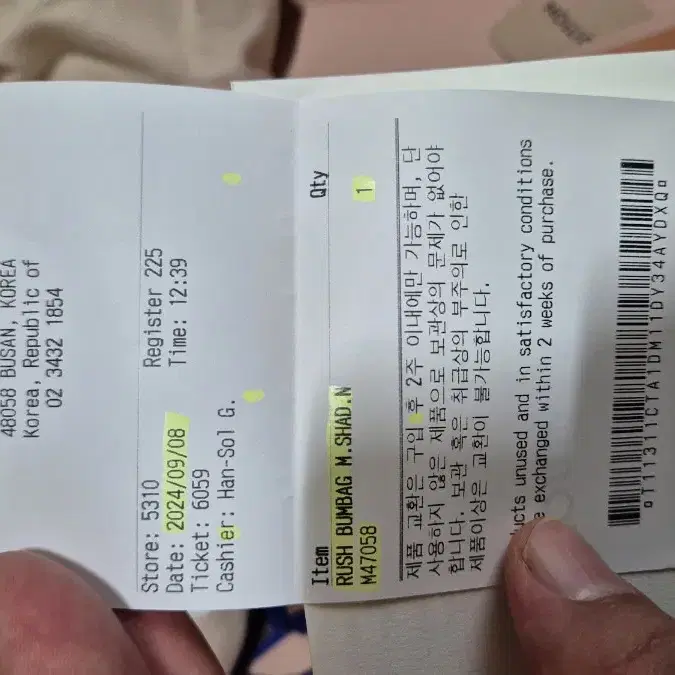 48058 BUSAN, KOREA
Korea, Republic of
02 3432 1854
Store: 5310 Register 225
Date: 2024/09/08 Time: 12:39
Ticket: 6059
Cashier: Han-Sol G.
Item Qty
RUSH BUMBAG M.SHAD.N 1
M47058
제품 교환은 구입 후 2주 이내에만 가능하며, 단
사용하지 않은 제품으로 보관상의 문제가 없어야
합니다. 보관 혹은 취급상의 부주의로 인한
제품이상은 교환이 불가능합니다.
unused and in satisfactory conditions
exchanged within 2 weeks of purchase.
¤T11311CTA1DM11DY34AYDXQ¤